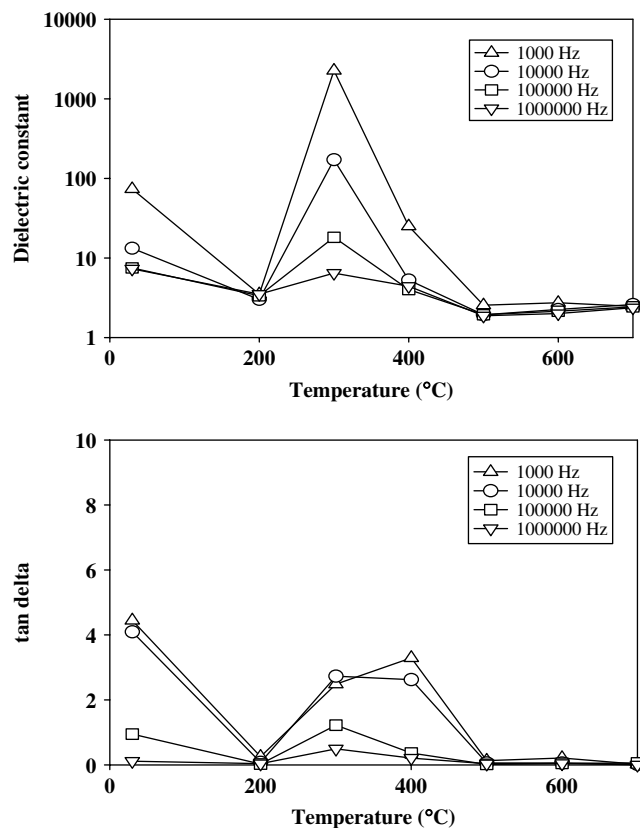 10000
1000
100
10
1
Dielectric constant
1000 Hz
10000 Hz
100000 Hz
1000000 Hz
0
200
400
600
Temperature (°C)
10
8
6
4
2
0
tan delta
1000 Hz
10000 Hz
100000 Hz
1000000 Hz
0
200
400
600
Temperature (°C)